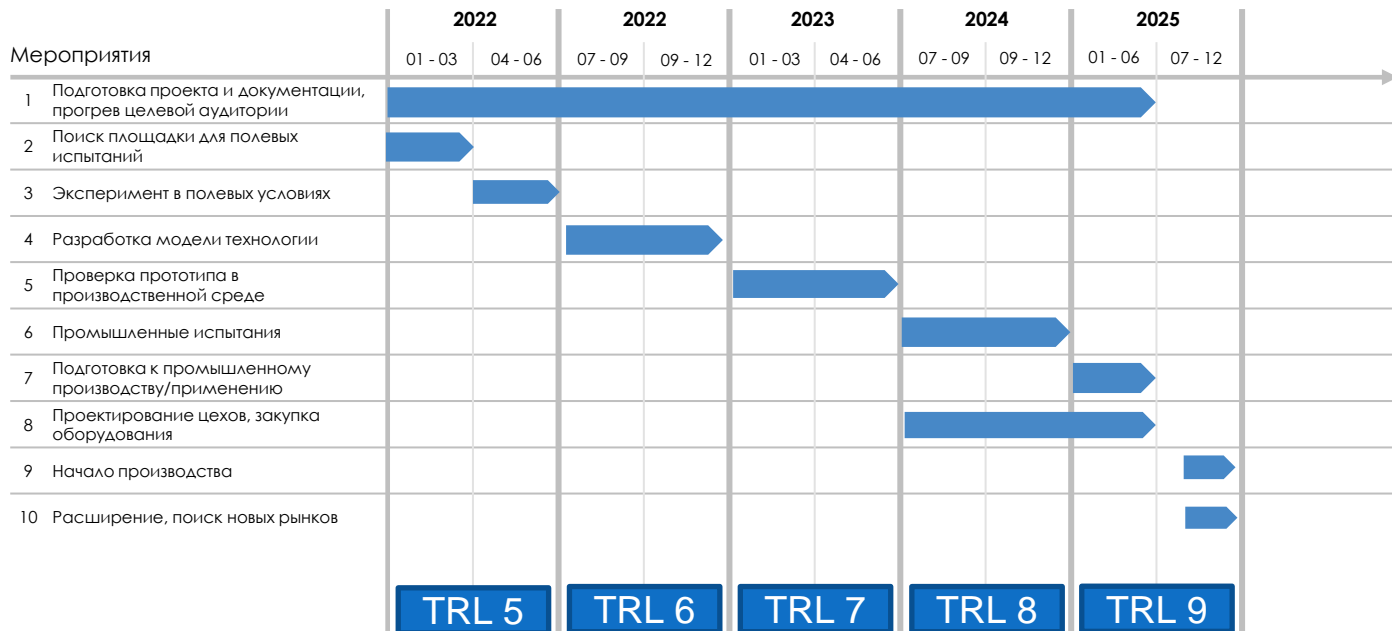 2022 2022 2023 2024 2025
Мероприятия
01 - 03 04 - 06 07 - 09 09 - 12 01 - 03 04 - 06 07 - 09 09 - 12 01 - 06 07 - 12
1 Подготовка проекта и документации,
прогрев целевой аудитории
2 Поиск площадки для полевых
испытаний
3 Эксперимент в полевых условиях
4 Разработка модели технологии
5 Проверка прототипа в
производственной среде
6 Промышленные испытания
7 Подготовка к промышленному
производству/применению
8 Проектирование цехов, закупка
оборудования
9 Начало производства
10 Расширение, поиск новых рынков
TRL 5 TRL 6 TRL 7 TRL 8 TRL 9